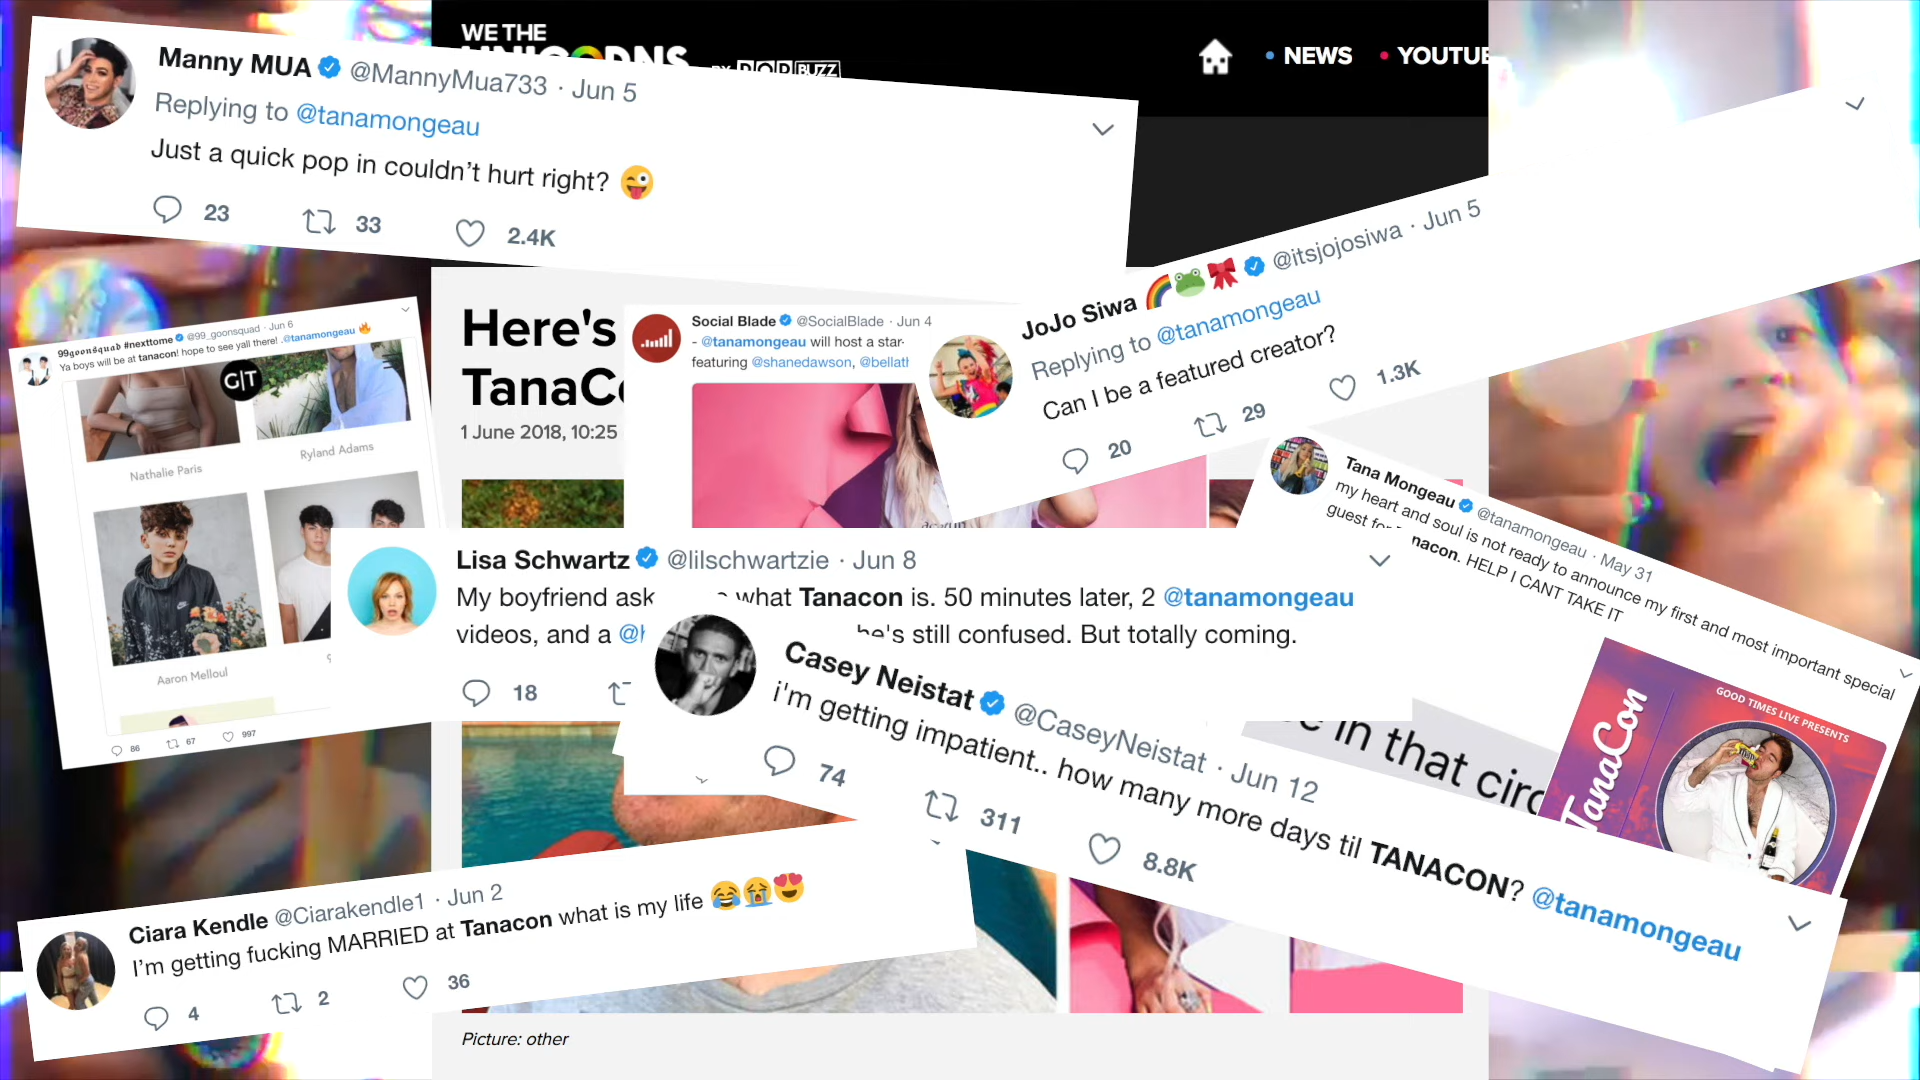 WE THE
UNICORNS
BY POPBUZZ
NEWS
YOUTUBE
Manny MUA @MannyMua733 · Jun 5
Replying to @tanamongeau
Just a quick pop in couldn’t hurt right? 😜
23 33 2.4K
Here's
TanaCo
1 June 2018, 10:25
99goonsquad #nexttome @99_goonsquad · Jun 6
Ya boys will be at tanacon! hope to see yall there! .@tanamongeau 🔥
G|T
Nathalie Paris
Ryland Adams
Aaron Melloul
86 67 997
Social Blade @SocialBlade · Jun 4
- @tanamongeau will host a star-
featuring @shanedawson, @bellath
JoJo Siwa 🌈🐸🎀 @itsjojosiwa · Jun 5
Replying to @tanamongeau
Can I be a featured creator?
20 29 1.3K
Tana Mongeau @tanamongeau · May 31
my heart and soul is not ready to announce my first and most important special
guest for nacon. HELP I CANT TAKE IT
GOOD TIMES LIVE PRESENTS
TanaCon
Lisa Schwartz @lilschwartzie · Jun 8
My boyfriend ask what Tanacon is. 50 minutes later, 2 @tanamongeau
videos, and a @h he's still confused. But totally coming.
18
Casey Neistat @CaseyNeistat · Jun 12
i'm getting impatient.. how many more days til TANACON? @tanamongeau
74 311 8.8K
in that circ
Ciara Kendle @Ciarakendle1 · Jun 2
I’m getting fucking MARRIED at Tanacon what is my life 😂😭😍
4 2 36
Picture: other